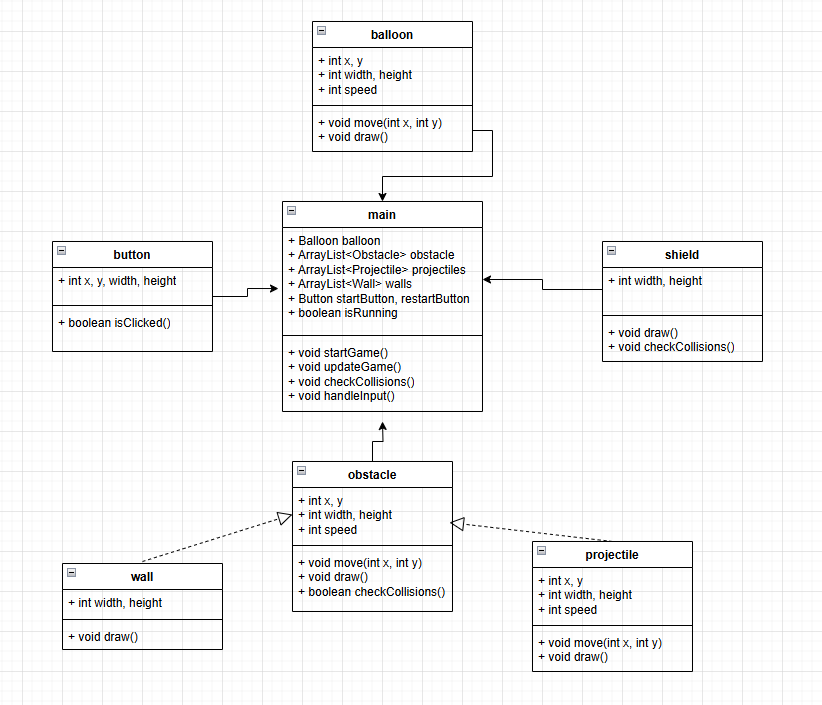 balloon
+ int x, y
+ int width, height
+ int speed
+ void move(int x, int y)
+ void draw()
main
+ Balloon balloon
+ ArrayList<Obstacle> obstacle
+ ArrayList<Projectile> projectiles
+ ArrayList<Wall> walls
+ Button startButton, restartButton
+ boolean isRunning
+ void startGame()
+ void updateGame()
+ void checkCollisions()
+ void handleInput()
button
+ int x, y, width, height
+ boolean isClicked()
shield
+ int width, height
+ void draw()
+ void checkCollisions()
obstacle
+ int x, y
+ int width, height
+ int speed
+ void move(int x, int y)
+ void draw()
+ boolean checkCollisions()
wall
+ int width, height
+ void draw()
projectile
+ int x, y
+ int width, height
+ int speed
+ void move(int x, int y)
+ void draw()